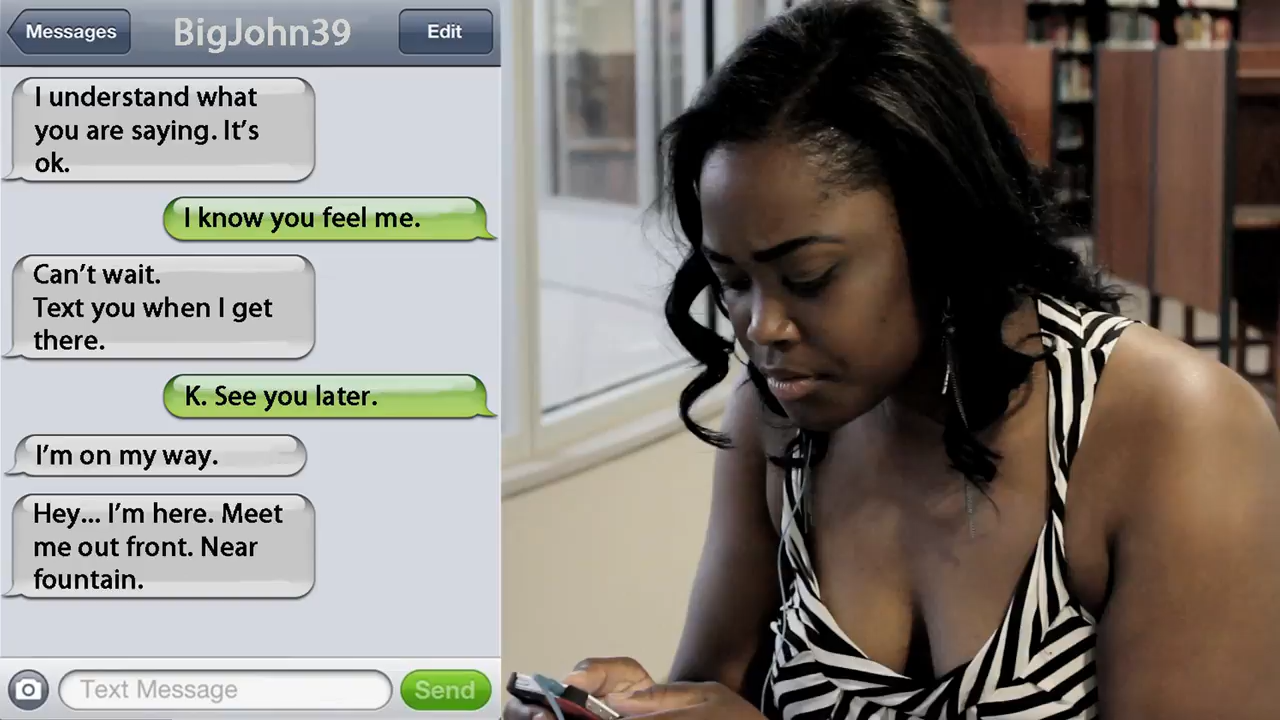 Messages
BigJohn39
Edit
I understand what
you are saying. It's
ok.
I know you feel me.
Can't wait.
Text you when I get
there.
K. See you later.
I'm on my way.
Hey... I'm here. Meet
me out front. Near
fountain.
Text Message
Send